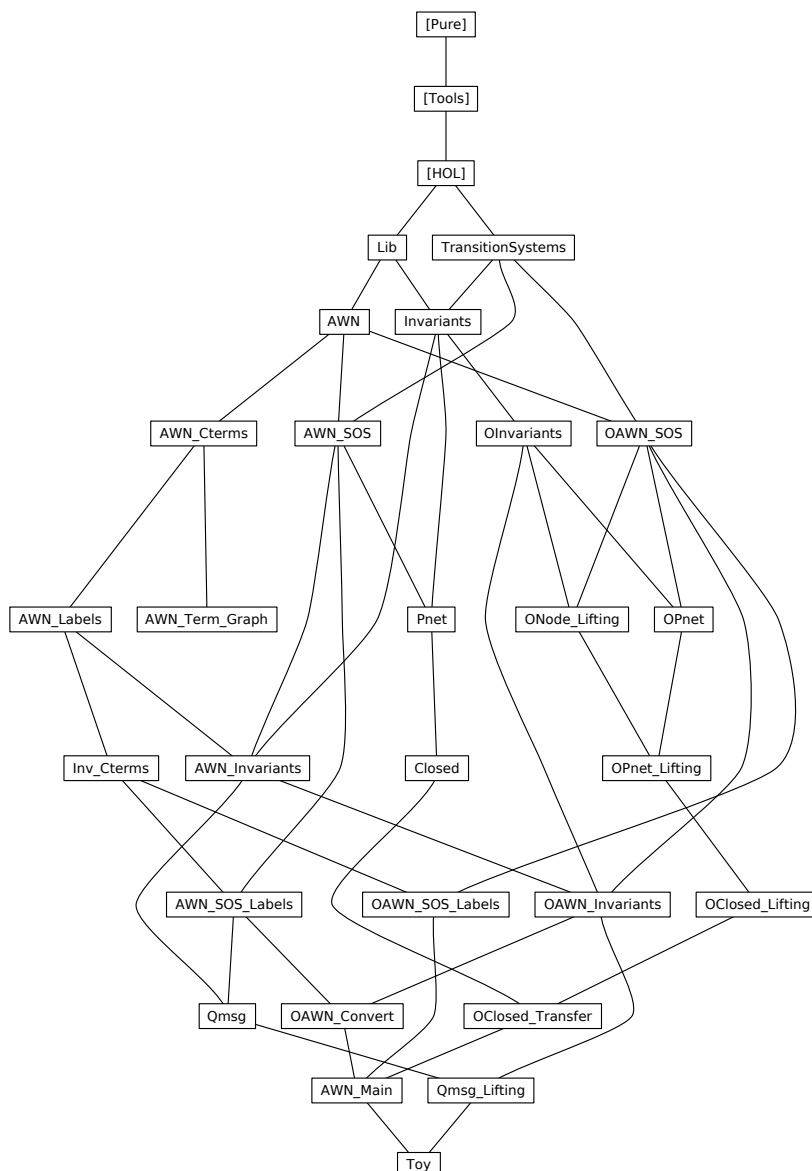 [Pure]
[Tools]
[HOL]
Lib
TransitionSystems
AWN
Invariants
AWN_Cterms
AWN_SOS
OInvariants
OAWN_SOS
AWN_Labels
AWN_Term_Graph
Pnet
ONode_Lifting
OPnet
Inv_Cterms
AWN_Invariants
Closed
OPnet_Lifting
AWN_SOS_Labels
OAWN_SOS_Labels
OAWN_Invariants
OClosed_Lifting
Qmsg
OAWN_Convert
OClosed_Transfer
AWN_Main
Qmsg_Lifting
Toy